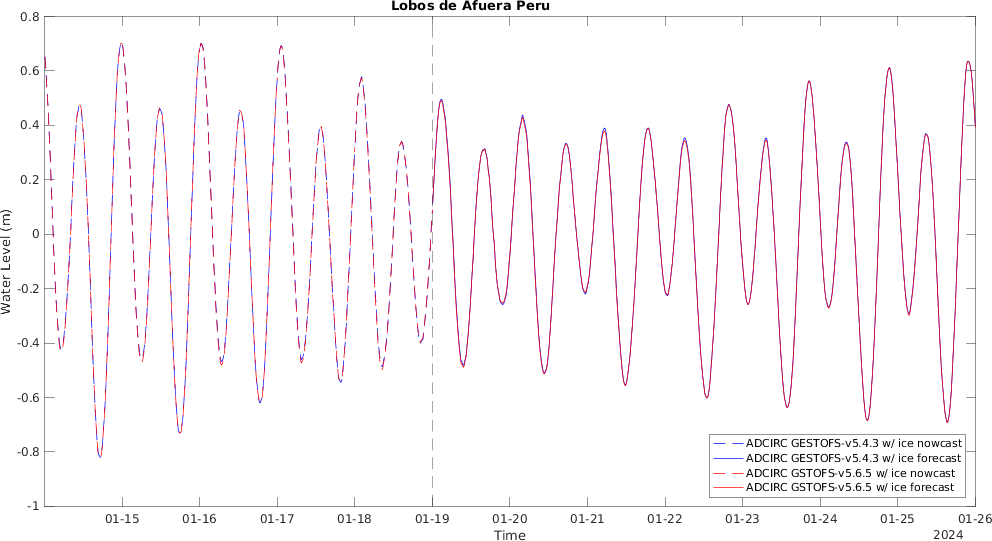 Lobos de Afuera Peru
0.8
0.6
0.4
0.2
0
-0.2
-0.4
-0.6
-0.8
-1
Water Level (m)
01-15 01-16 01-17 01-18 01-19 01-20 01-21 01-22 01-23 01-24 01-25 01-26
Time
2024
ADCIRC GESTOFS-v5.4.3 w/ ice nowcast
ADCIRC GESTOFS-v5.4.3 w/ ice forecast
ADCIRC GSTOFS-v5.6.5 w/ ice nowcast
ADCIRC GSTOFS-v5.6.5 w/ ice forecast